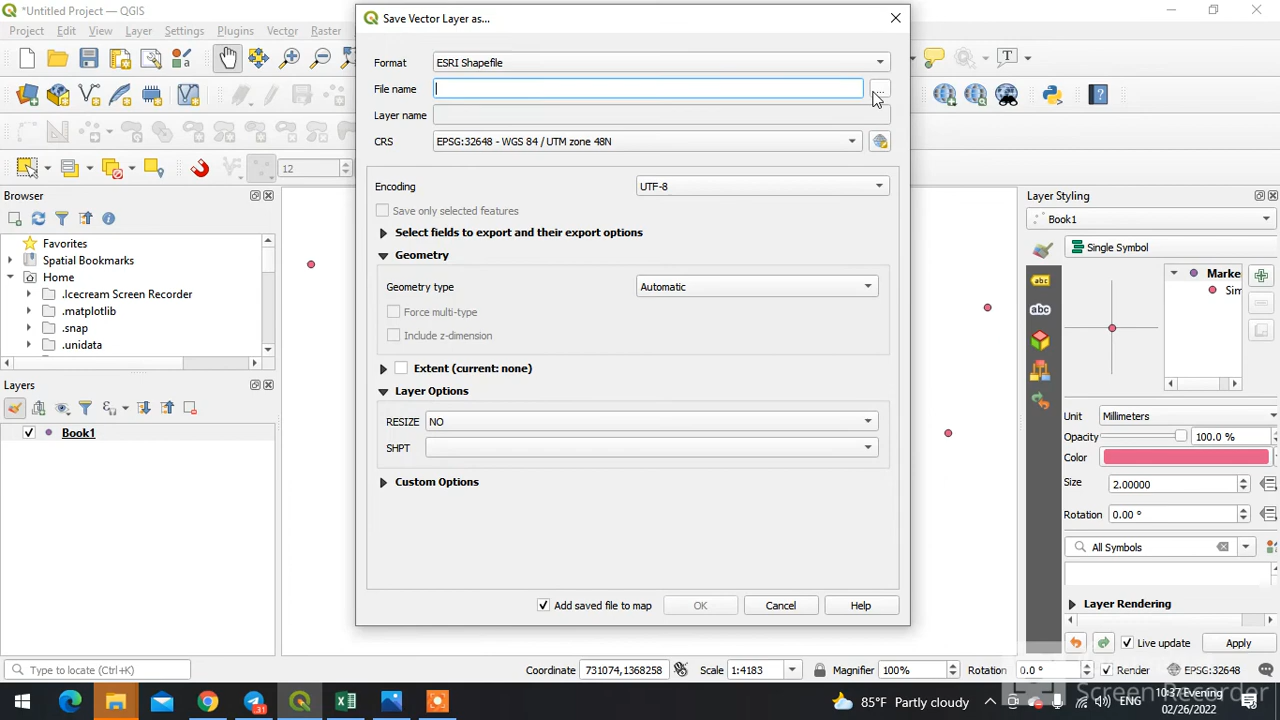 *Untitled Project — QGIS
Project Edit View Layer Settings Plugins Vector Raster
Save Vector Layer as...
Format ESRI Shapefile
File name
Layer name
CRS EPSG:32648 - WGS 84 / UTM zone 48N
Encoding UTF-8
Save only selected features
Select fields to export and their export options
Geometry
Geometry type Automatic
Force multi-type
Include z-dimension
Extent (current: none)
Layer Options
RESIZE NO
SHPT
Custom Options
Add saved file to map OK Cancel Help
12
Browser
Favorites
Spatial Bookmarks
Home
.Icecream Screen Recorder
.matplotlib
.snap
.unidata
Layers
Book1
Layer Styling
Book1
Single Symbol
Marke
Sim
abc
abc
Unit Millimeters
Opacity 100.0 %
Color
Size 2.00000
Rotation 0.00 °
All Symbols
Layer Rendering
Live update Apply
Type to locate (Ctrl+K) Coordinate 731074,1368258 Scale 1:4183 Magnifier 100% Rotation 0.0 ° Render EPSG:32648
85°F Partly cloudy
10:37 Evening
02/26/2022
Screen Recorder